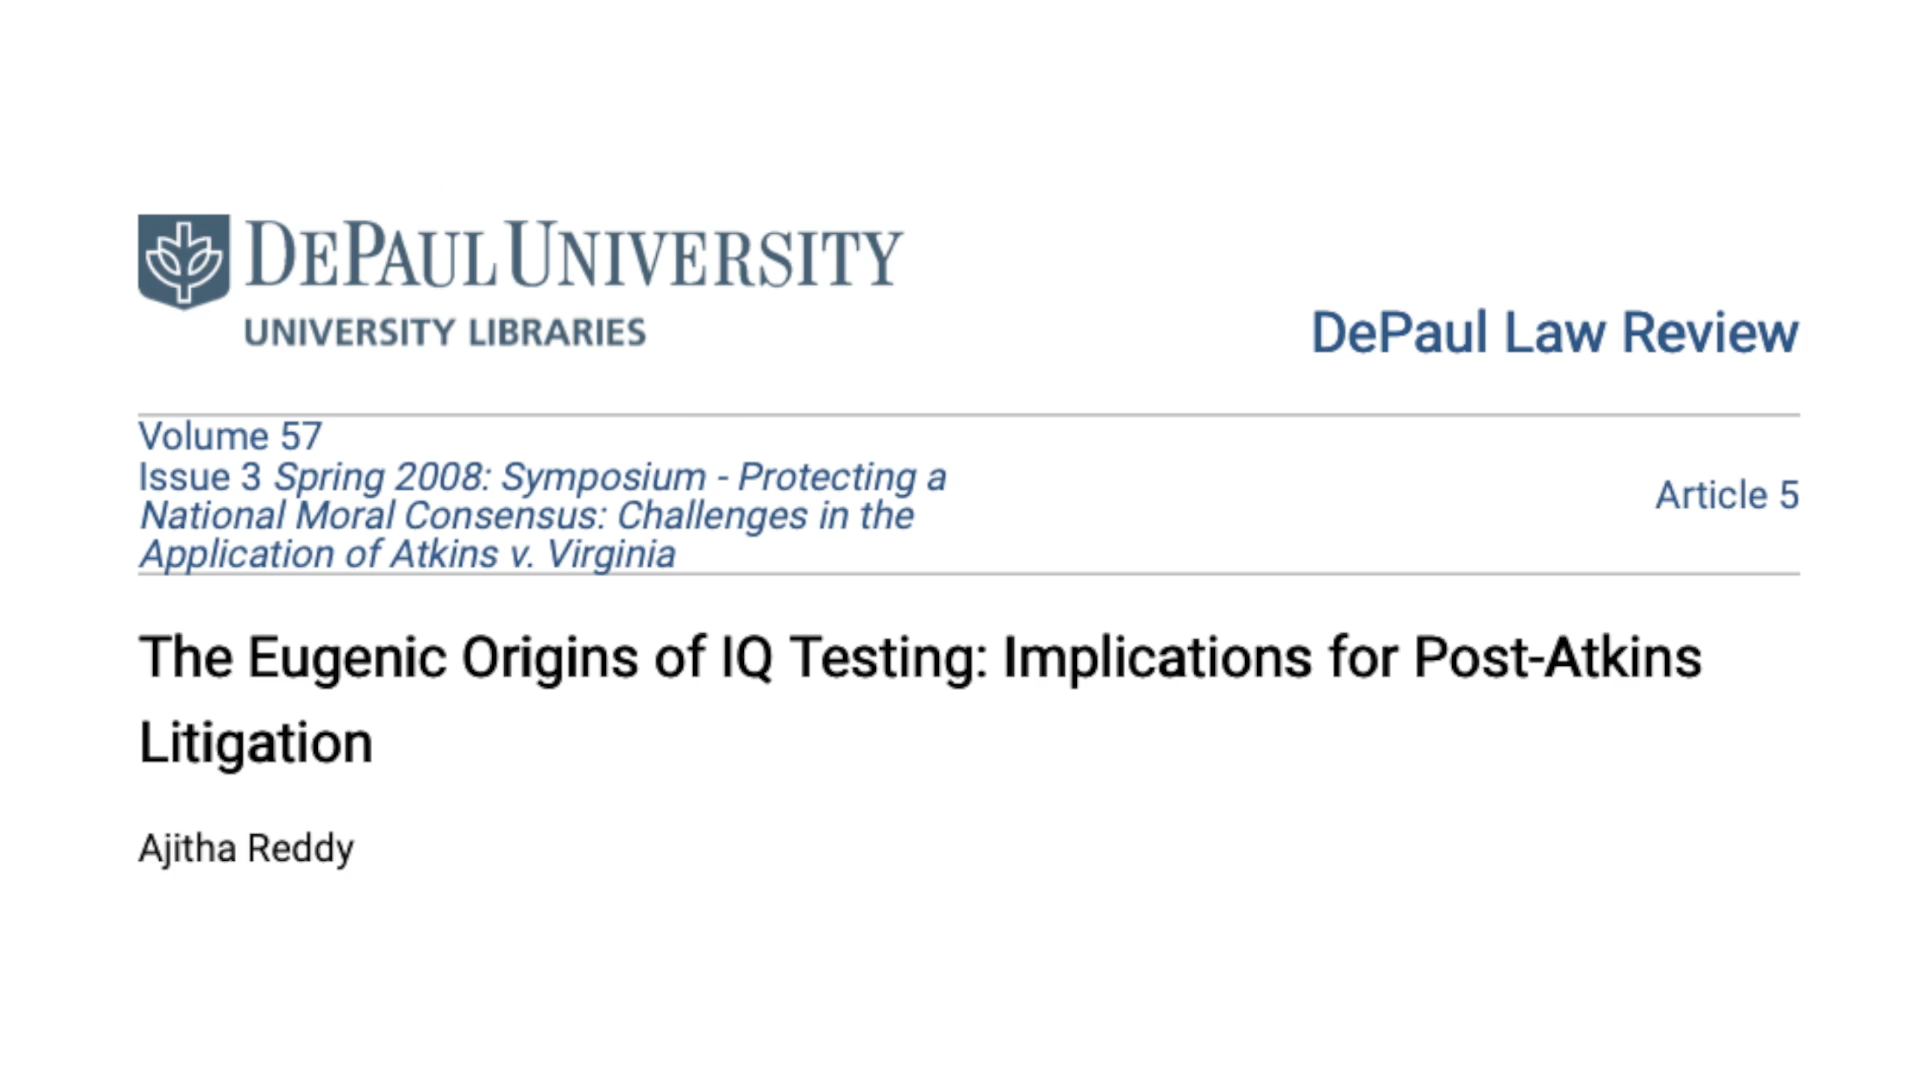 DEPAUL UNIVERSITY
UNIVERSITY LIBRARIES
DePaul Law Review
Volume 57
Issue 3 Spring 2008: Symposium - Protecting a
National Moral Consensus: Challenges in the
Application of Atkins v. Virginia
Article 5
The Eugenic Origins of IQ Testing: Implications for Post-Atkins
Litigation
Ajitha Reddy